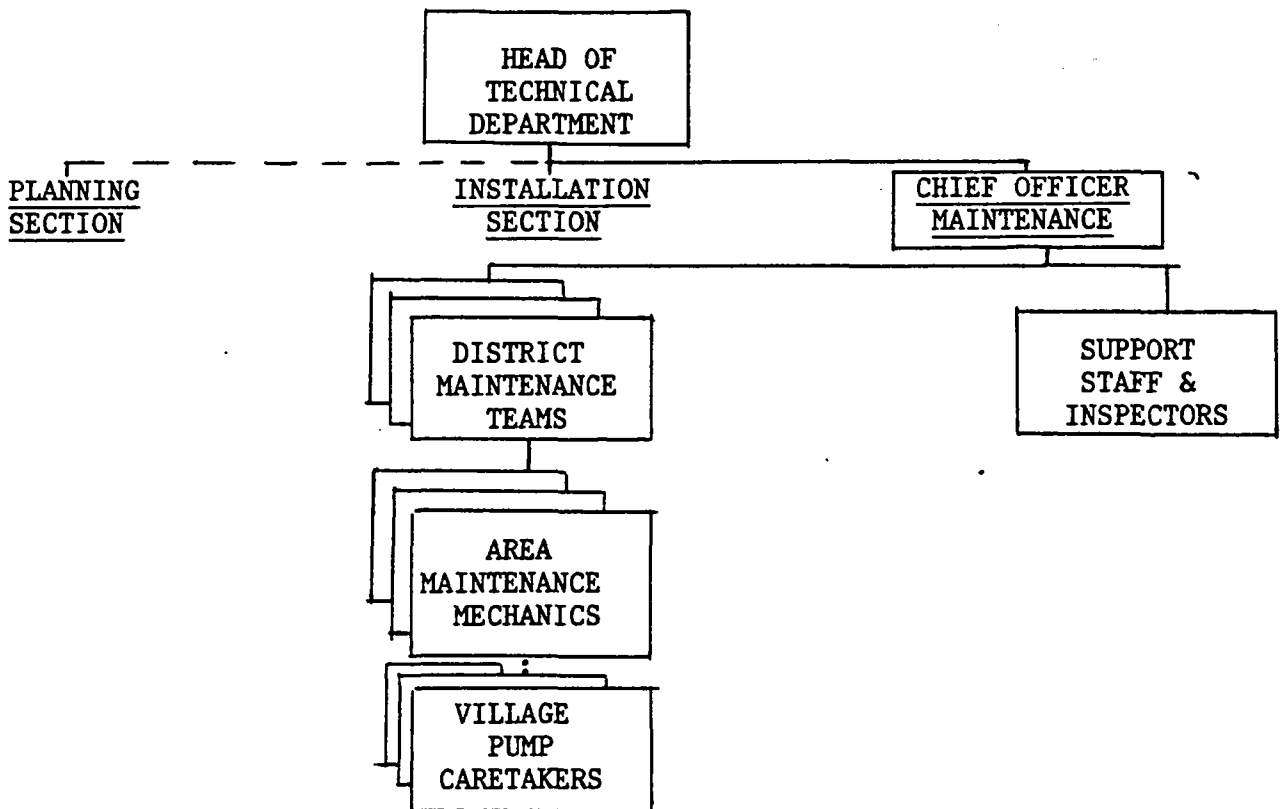 HEAD OF
TECHNICAL
DEPARTMENT
PLANNING
SECTION
INSTALLATION
SECTION
CHIEF OFFICER
MAINTENANCE
DISTRICT
MAINTENANCE
TEAMS
SUPPORT
STAFF &
INSPECTORS
AREA
MAINTENANCE
MECHANICS
VILLAGE
PUMP
CARETAKERS